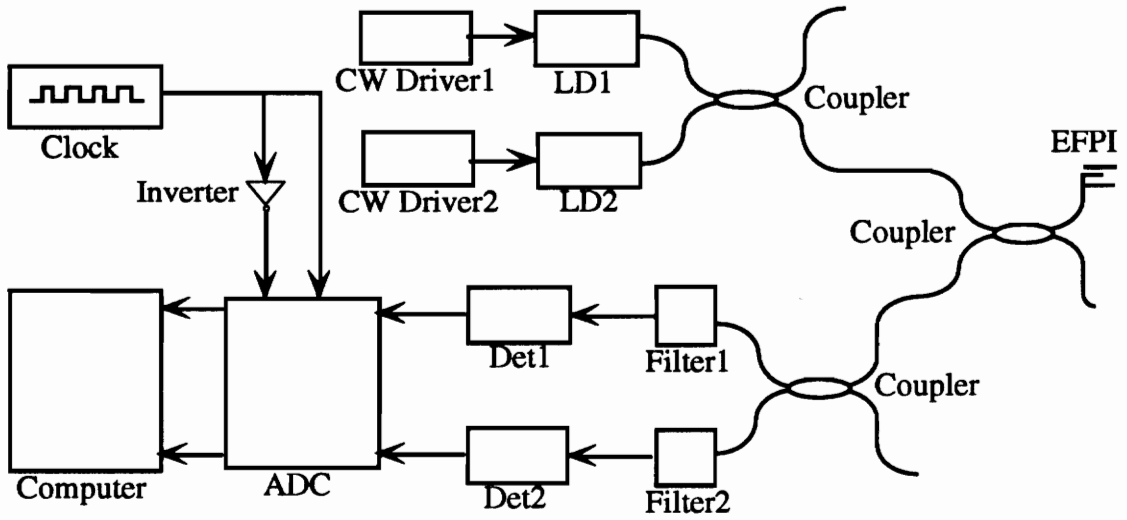 CW Driver1
LD1
Coupler
Clock
EFPI
Inverter
CW Driver2
LD2
Coupler
Det1
Filter1
Coupler
Computer
ADC
Det2
Filter2